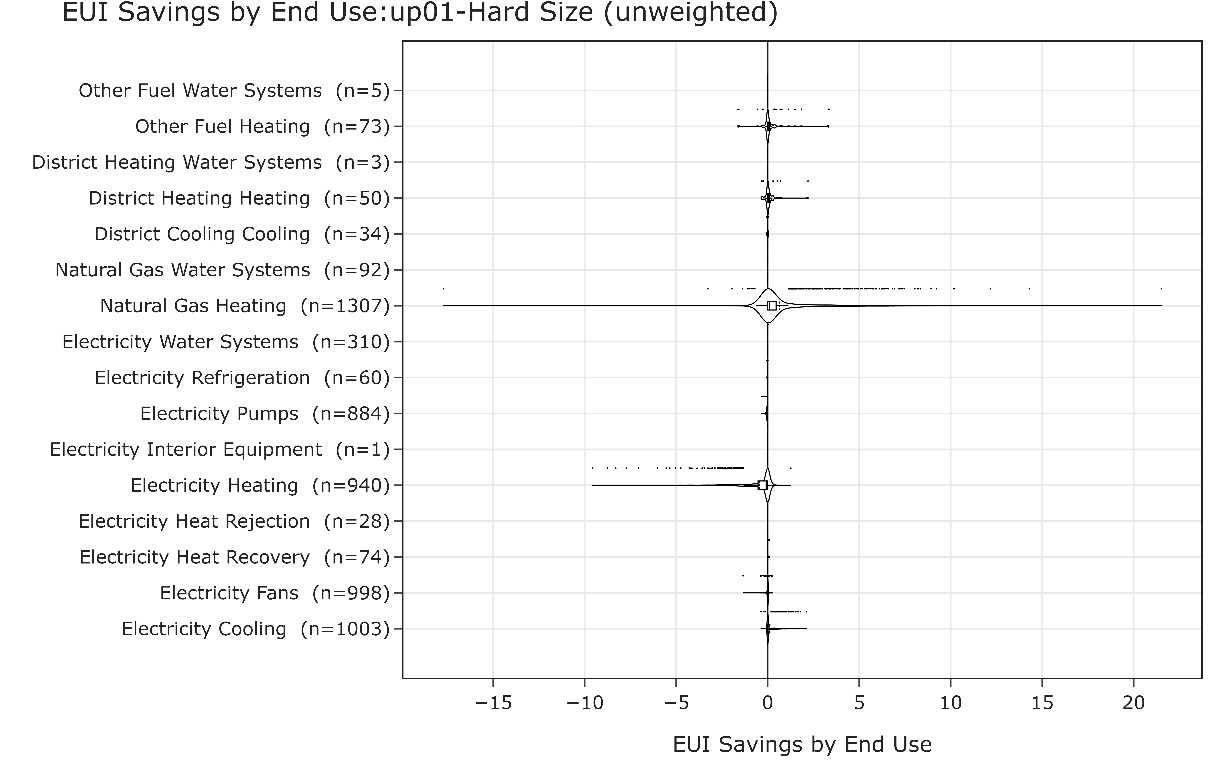 EUI Savings by End Use:up01-Hard Size (unweighted)
Other Fuel Water Systems (n=5)
Other Fuel Heating (n=73)
District Heating Water Systems (n=3)
District Heating Heating (n=50)
District Cooling Cooling (n=34)
Natural Gas Water Systems (n=92)
Natural Gas Heating (n=1307)
Electricity Water Systems (n=310)
Electricity Refrigeration (n=60)
Electricity Pumps (n=884)
Electricity Interior Equipment (n=1)
Electricity Heating (n=940)
Electricity Heat Rejection (n=28)
Electricity Heat Recovery (n=74)
Electricity Fans (n=998)
Electricity Cooling (n=1003)
−15 −10 −5 0 5 10 15 20
EUI Savings by End Use